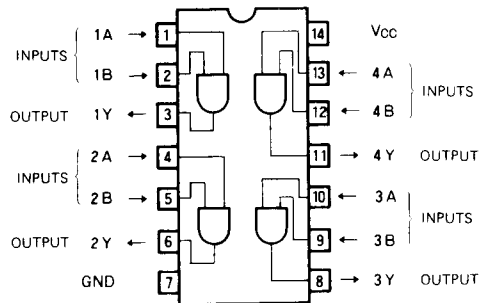 1A 1 14 Vcc
INPUTS
1B 2 13 4A
INPUTS
OUTPUT 1Y 3 12 4B
2A 4 11 4Y OUTPUT
INPUTS
2B 5 10 3A
INPUTS
OUTPUT 2Y 6 9 3B
GND 7 8 3Y OUTPUT